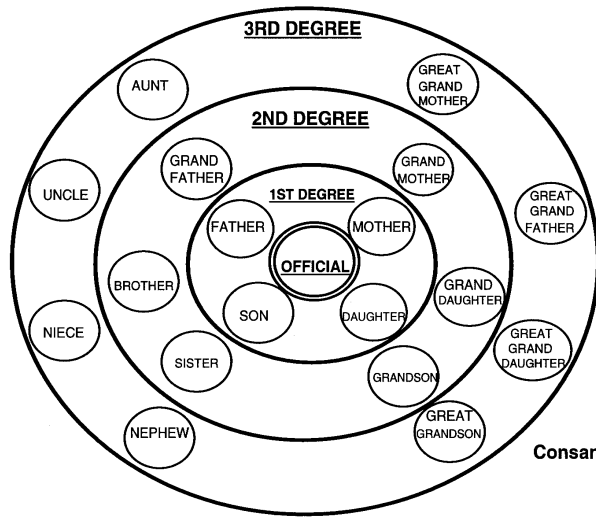 3RD DEGREE
AUNT
GREAT
GRAND
MOTHER
2ND DEGREE
GRAND
FATHER
GRAND
MOTHER
UNCLE
1ST DEGREE
GREAT
GRAND
FATHER
FATHER
MOTHER
OFFICIAL
BROTHER
GRAND
DAUGHTER
SON
DAUGHTER
NIECE
GREAT
GRAND
DAUGHTER
SISTER
GRANDSON
NEPHEW
GREAT
GRANDSON
Consar